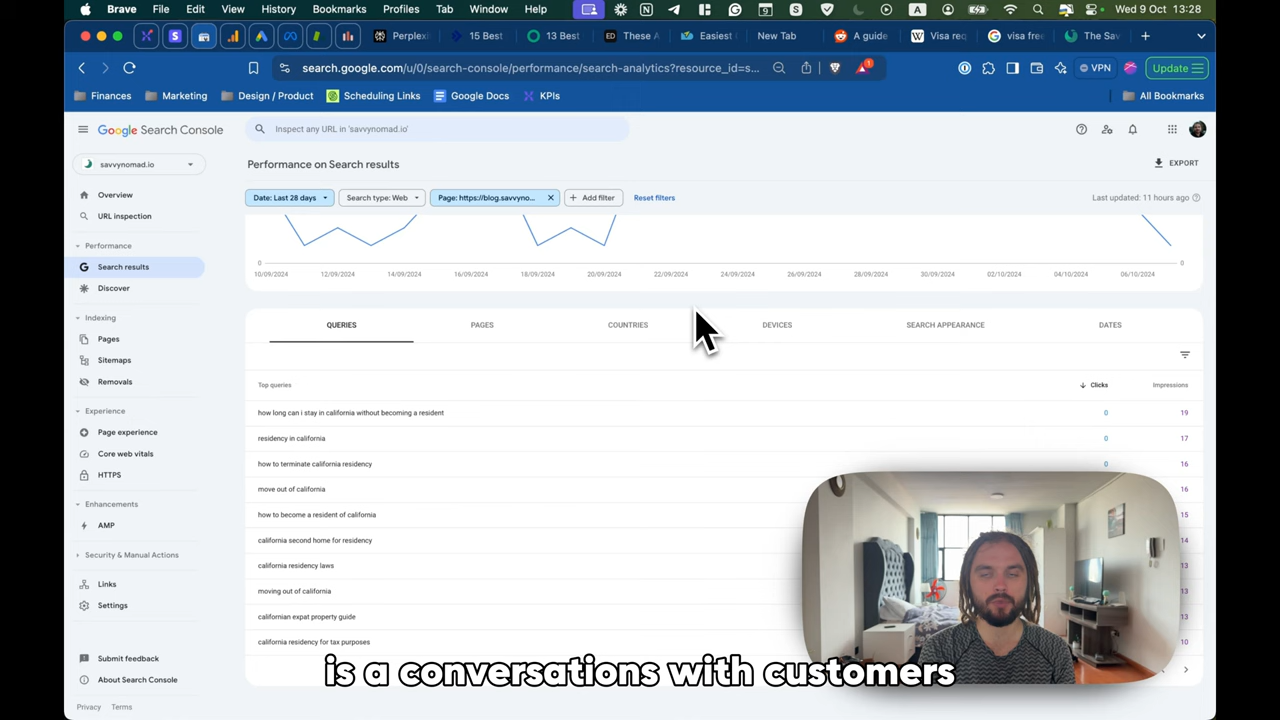 Brave File Edit View History Bookmarks Profiles Tab Window Help Wed 9 Oct 13:28
Perplexi 15 Best 13 Best These A Easiest New Tab A guide Visa req visa free The Sav
search.google.com/u/0/search-console/performance/search-analytics?resource_id=s... VPN Update
Finances Marketing Design / Product Scheduling Links Google Docs KPIs All Bookmarks
Google Search Console
Inspect any URL in 'savvynomad.io'
savvynomad.io
Performance on Search results
EXPORT
Overview
URL inspection
Performance
Search results
Discover
Indexing
Pages
Sitemaps
Removals
Experience
Page experience
Core web vitals
HTTPS
Enhancements
AMP
Security & Manual Actions
Links
Settings
Submit feedback
About Search Console
Privacy Terms
Date: Last 28 days Search type: Web Page: https://blog.savvyno... Add filter Reset filters Last updated: 11 hours ago
0 0
10/09/2024 12/09/2024 14/09/2024 16/09/2024 18/09/2024 20/09/2024 22/09/2024 24/09/2024 26/09/2024 28/09/2024 30/09/2024 02/10/2024 04/10/2024 06/10/2024
QUERIES PAGES COUNTRIES DEVICES SEARCH APPEARANCE DATES
Top queries Clicks Impressions
how long can i stay in california without becoming a resident 0 19
residency in california 0 17
how to terminate california residency 0 16
move out of california 16
how to become a resident of california 15
california second home for residency 14
california residency laws 13
moving out of california 13
californian expat property guide 13
california residency for tax purposes 10
is a conversations with customers